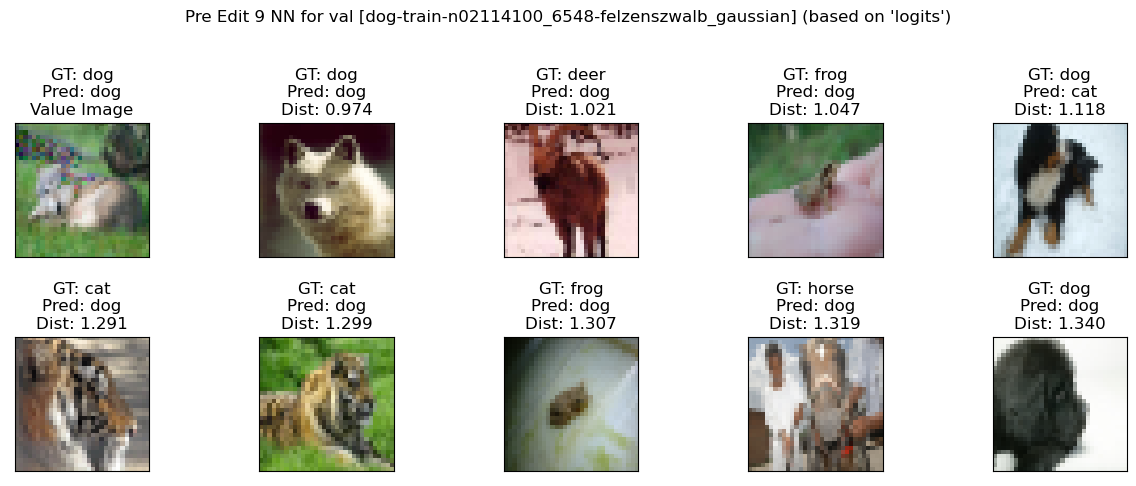 Pre Edit 9 NN for val [dog-train-n02114100_6548-felzenszwalb_gaussian] (based on 'logits')
GT: dog
Pred: dog
Value Image
GT: dog
Pred: dog
Dist: 0.974
GT: deer
Pred: dog
Dist: 1.021
GT: frog
Pred: dog
Dist: 1.047
GT: dog
Pred: cat
Dist: 1.118
GT: cat
Pred: dog
Dist: 1.291
GT: cat
Pred: dog
Dist: 1.299
GT: frog
Pred: dog
Dist: 1.307
GT: horse
Pred: dog
Dist: 1.319
GT: dog
Pred: dog
Dist: 1.340